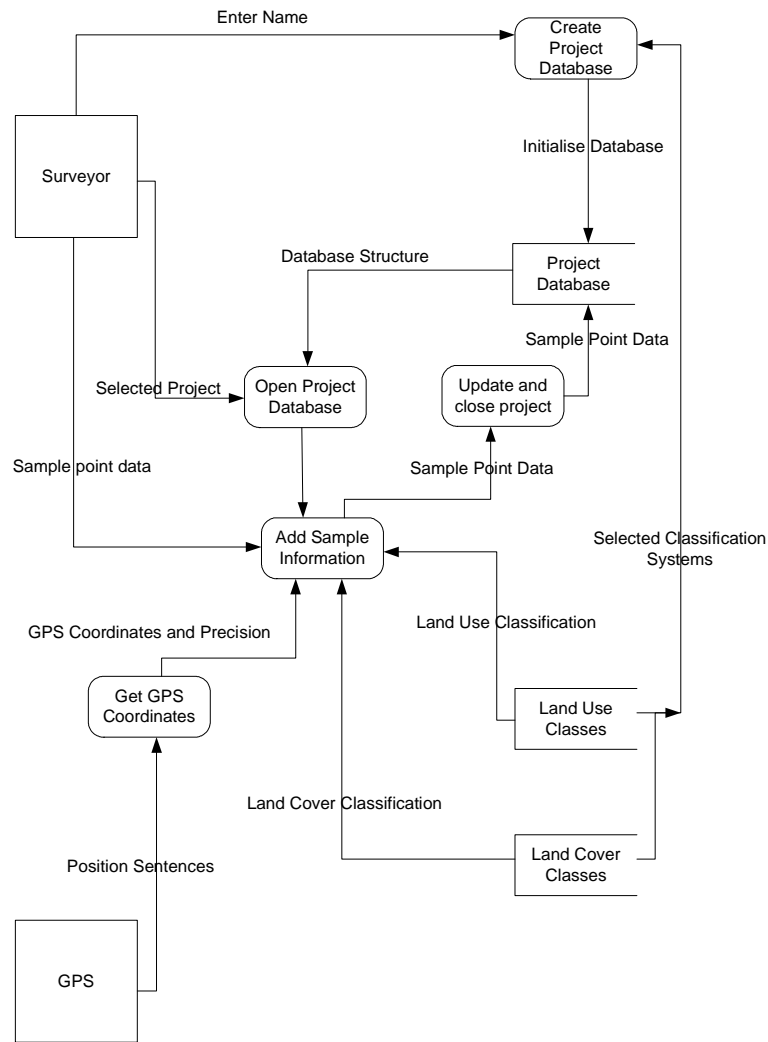 Enter Name
Create
Project
Database
Surveyor
Initialise Database
Database Structure
Project
Database
Sample Point Data
Selected Project
Open Project
Database
Update and
close project
Sample point data
Sample Point Data
Add Sample
Information
Selected Classification
Systems
GPS Coordinates and Precision
Land Use Classification
Get GPS
Coordinates
Land Use
Classes
Land Cover Classification
Position Sentences
Land Cover
Classes
GPS